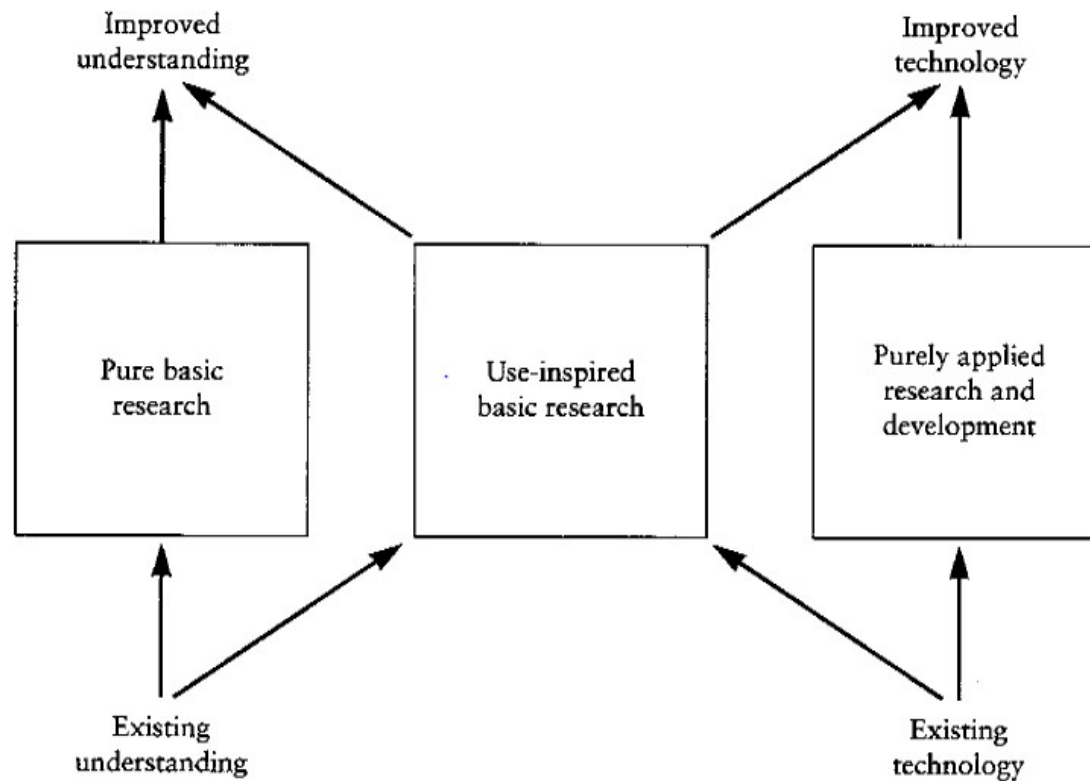 Improved
understanding
Improved
technology
Pure basic
research
Use-inspired
basic research
Purely applied
research and
development
Existing
understanding
Existing
technology